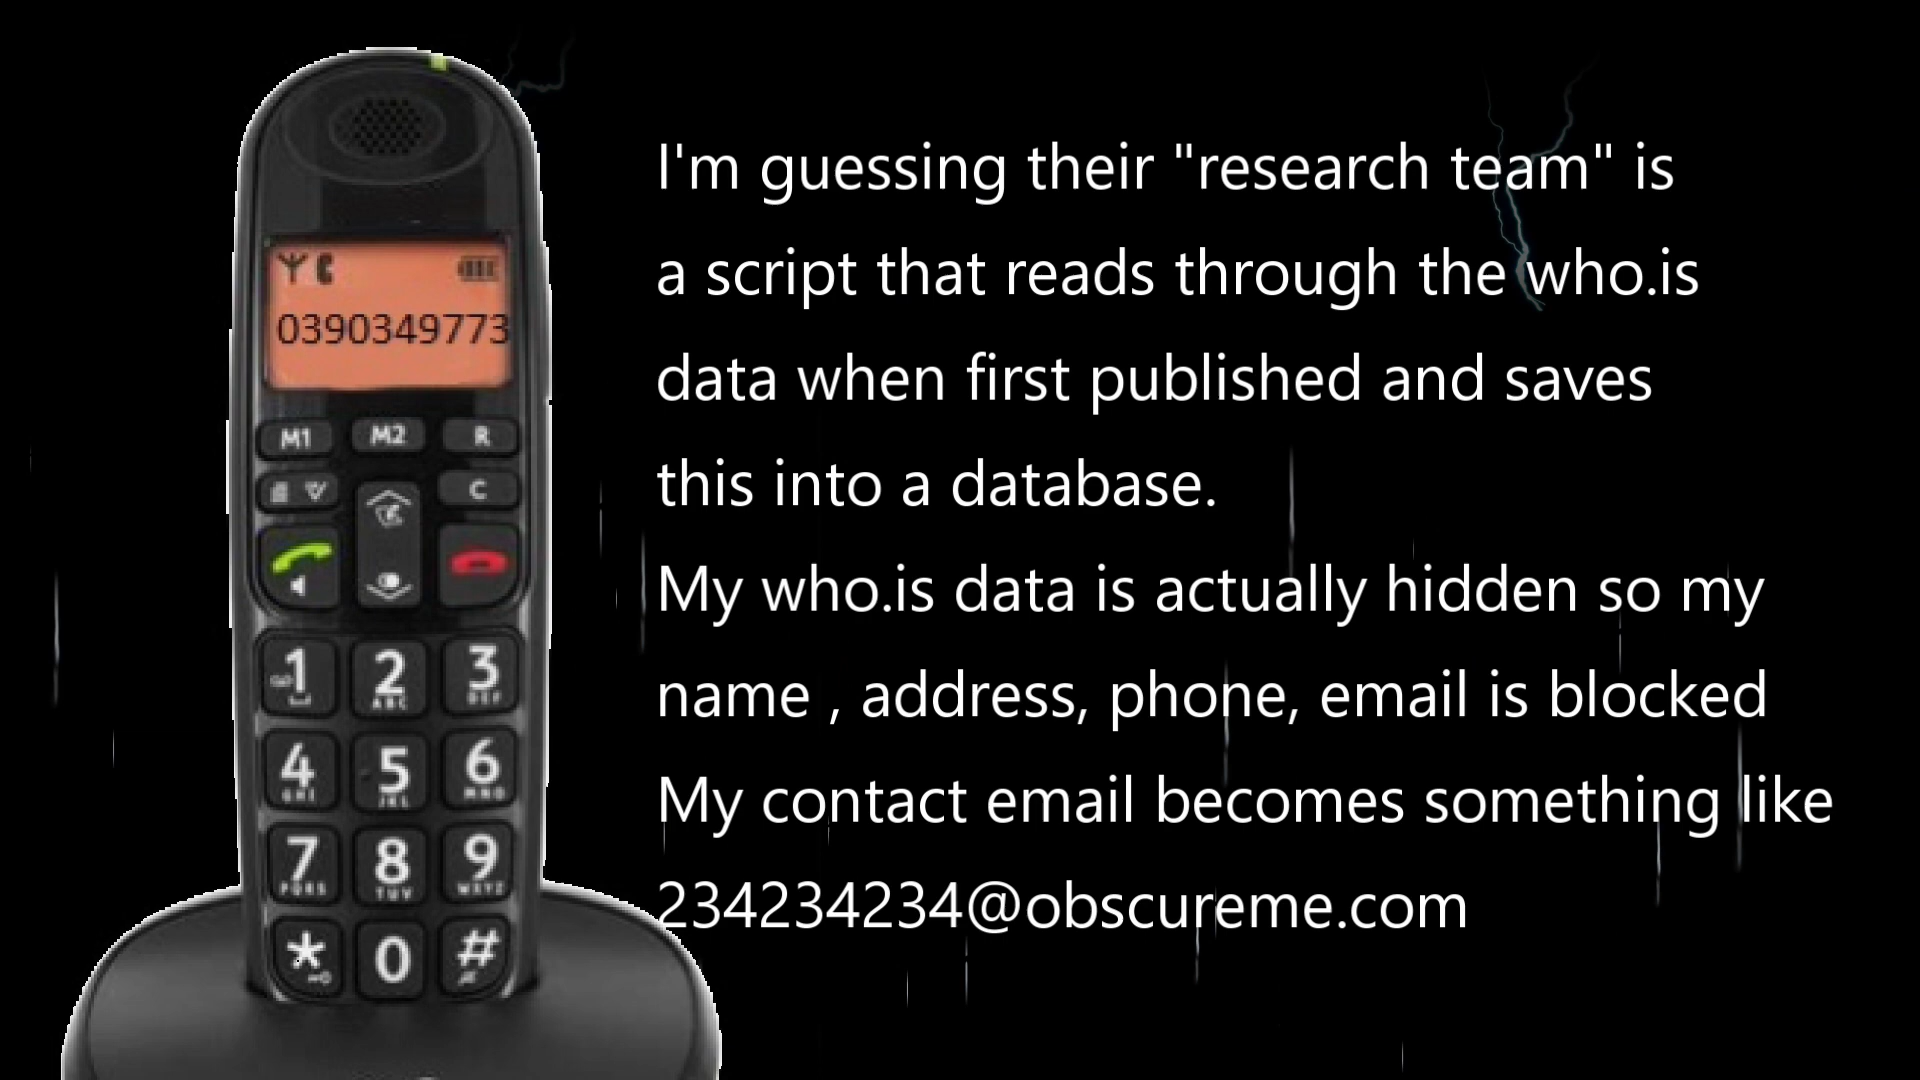 0390349773
M1 M2 R
C
1 2 ABC 3 DEF
4 GHI 5 JKL 6 MNO
7 PQRS 8 TUV 9 WXYZ
* 0 #
I'm guessing their "research team" is
a script that reads through the who.is
data when first published and saves
this into a database.
My who.is data is actually hidden so my
name , address, phone, email is blocked
My contact email becomes something like
234234234@obscureme.com